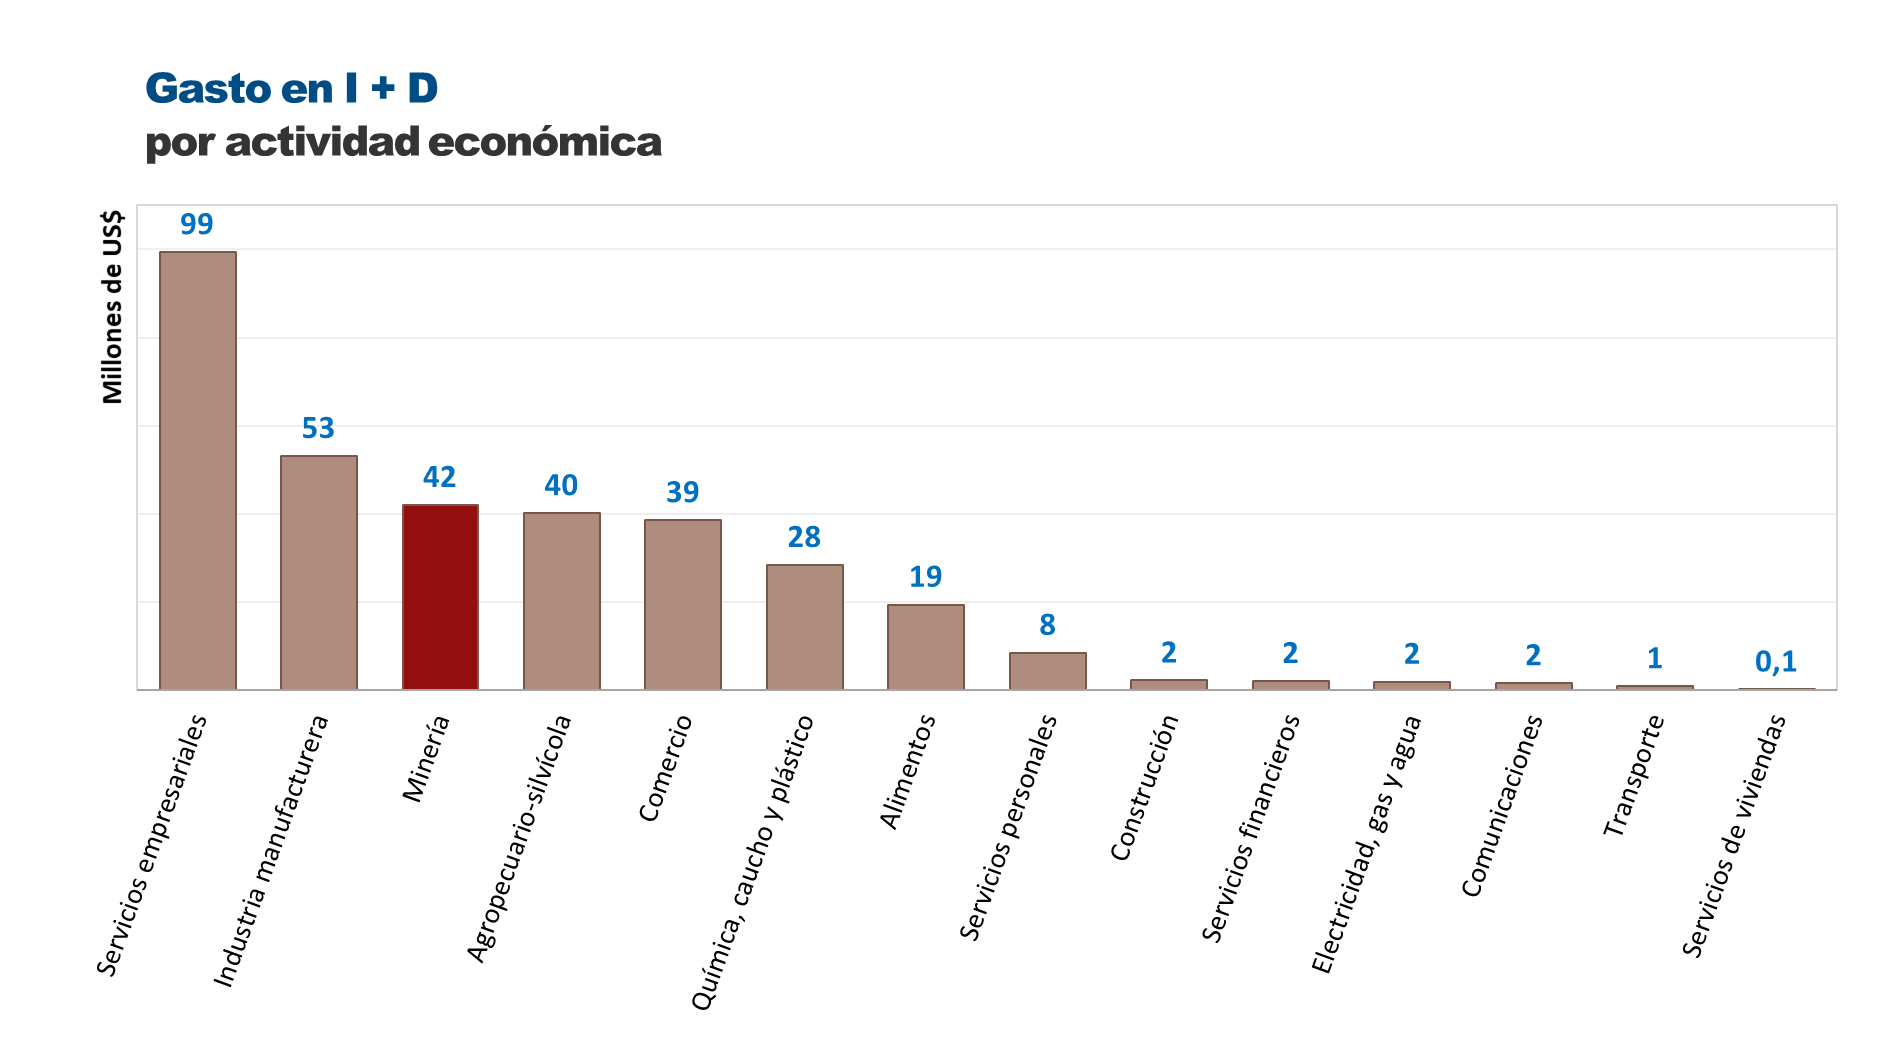 Gasto en I + D
por actividad económica
Millones de US$
99
53
42
40
39
28
19
8
2
2
2
2
1
0,1
Servicios empresariales
Industria manufacturera
Minería
Agropecuario-silvícola
Comercio
Química, caucho y plástico
Alimentos
Servicios personales
Construcción
Servicios financieros
Electricidad, gas y agua
Comunicaciones
Transporte
Servicios de viviendas